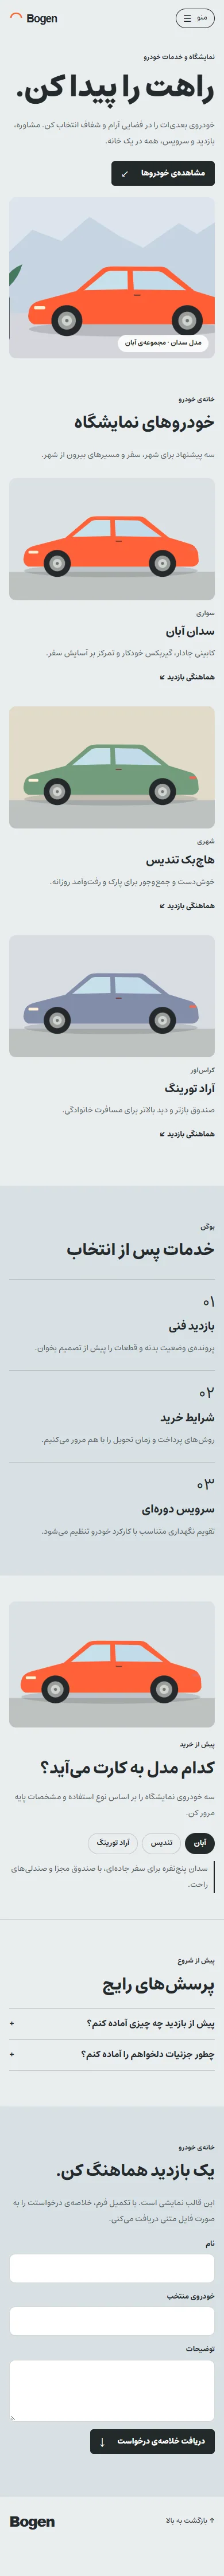 منو
Bogen
نمایشگاه و خدمات خودرو
راهت را پیدا کن.
خودروی بعدی‌ات را در فضایی آرام و شفاف انتخاب کن. مشاوره،
بازدید و سرویس، همه در یک خانه.
مشاهده‌ی خودروها ↙
مدل سدان · مجموعه‌ی آبان
خانه‌ی خودرو
خودروهای نمایشگاه
سه پیشنهاد برای شهر، سفر و مسیرهای بیرون از شهر.
سواری
سدان آبان
کابینی جادار، گیربکس خودکار و تمرکز بر آسایش سفر.
هماهنگی بازدید ↙
شهری
هاچ‌بک تندیس
خوش‌دست و جمع‌وجور برای پارک و رفت‌وآمد روزانه.
هماهنگی بازدید ↙
کراس‌اور
آراد تورینگ
صندوق بازتر و دید بالاتر برای مسافرت خانوادگی.
هماهنگی بازدید ↙
بوگن
خدمات پس از انتخاب
۰۱
بازدید فنی
پرونده‌ی وضعیت بدنه و قطعات را پیش از تصمیم بخوان.
۰۲
شرایط خرید
روش‌های پرداخت و زمان تحویل را با هم مرور می‌کنیم.
۰۳
سرویس دوره‌ای
تقویم نگهداری متناسب با کارکرد خودرو تنظیم می‌شود.
پیش از خرید
کدام مدل به کارت می‌آید؟
سه خودروی نمایشگاه را بر اساس نوع استفاده و مشخصات پایه
مرور کن.
آبان
تندیس
آراد تورینگ
سدان پنج‌نفره برای سفر جاده‌ای، با صندوق مجزا و صندلی‌های
راحت.
پیش از شروع
پرسش‌های رایج
پیش از بازدید چه چیزی آماده کنم؟ +
چطور جزئیات دلخواهم را آماده کنم؟ +
خانه‌ی خودرو
یک بازدید هماهنگ کن.
این قالب نمایشی است. با تکمیل فرم، خلاصه‌ی درخواستت را به
صورت فایل متنی دریافت می‌کنی.
نام
خودروی منتخب
توضیحات
دریافت خلاصه‌ی درخواست ↓
↑ بازگشت به بالا
Bogen